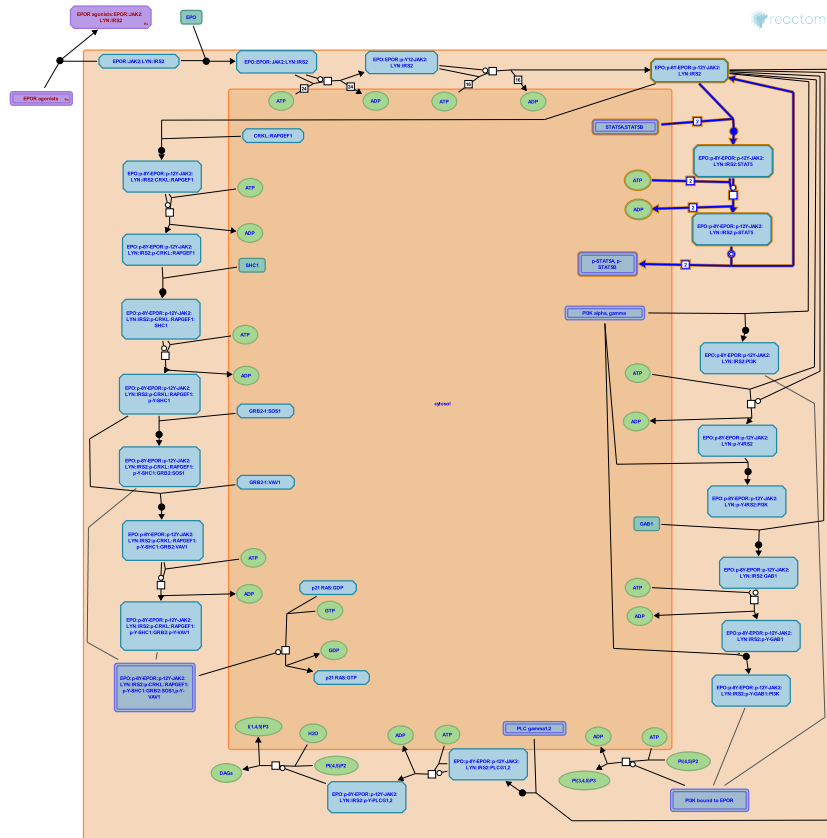 EPOR agonists:EPOR:JAK2:
LYN:IRS2
EPO
reactom
EPOR:JAK2:LYN:IRS2
EPO:EPOR:JAK2:LYN:IRS2
EPO:EPOR:p-Y12-JAK2:
LYN:IRS2
EPO:p-8Y-EPOR:p-12Y-JAK2:
LYN:IRS2
EPOR agonists
24
24
16
16
ATP
ADP
ATP
ADP
STAT5A,STAT5B
2
CRKL:RAPGEF1
EPO:p-8Y-EPOR:p-12Y-JAK2:
LYN:IRS2:STAT5
EPO:p-8Y-EPOR:p-12Y-JAK2:
LYN:IRS2:CRKL:RAPGEF1
ATP
ATP
2
ADP
2
EPO:p-8Y-EPOR:p-12Y-JAK2:
LYN:IRS2:p-STAT5
ADP
EPO:p-8Y-EPOR:p-12Y-JAK2:
LYN:IRS2:p-CRKL:RAPGEF1
SHC1
p-STAT5A, p-
STAT5B
2
EPO:p-8Y-EPOR:p-12Y-JAK2:
LYN:IRS2:p-CRKL:RAPGEF1:
SHC1
PI3K alpha, gamma
ATP
EPO:p-8Y-EPOR:p-12Y-JAK2:
LYN:IRS2:PI3K
ADP
ATP
EPO:p-8Y-EPOR:p-12Y-JAK2:
LYN:IRS2:p-CRKL:RAPGEF1:
p-Y-SHC1
cytosol
GRB2-1:SOS1
ADP
EPO:p-8Y-EPOR:p-12Y-JAK2:
LYN:p-Y-IRS2
EPO:p-8Y-EPOR:p-12Y-JAK2:
LYN:IRS2:p-CRKL:RAPGEF1:
p-Y-SHC1:GRB2:SOS1
GRB2-1:VAV1
EPO:p-8Y-EPOR:p-12Y-JAK2:
LYN:p-Y-IRS2:PI3K
GAB1
EPO:p-8Y-EPOR:p-12Y-JAK2:
LYN:IRS2:p-CRKL:RAPGEF1:
p-Y-SHC1:GRB2:VAV1
ATP
EPO:p-8Y-EPOR:p-12Y-JAK2:
LYN:IRS2:GAB1
p21 RAS:GDP
ATP
ADP
GTP
ADP
EPO:p-8Y-EPOR:p-12Y-JAK2:
LYN:IRS2:p-CRKL:RAPGEF1:
p-Y-SHC1:GRB2:p-Y-VAV1
EPO:p-8Y-EPOR:p-12Y-JAK2:
LYN:IRS2:p-Y-GAB1
GDP
EPO:p-8Y-EPOR:p-12Y-JAK2:
LYN:IRS2:p-CRKL:RAPGEF1:
p-Y-SHC1:GRB2:SOS1,p-Y-
VAV1
p21 RAS:GTP
EPO:p-8Y-EPOR:p-12Y-JAK2:
LYN:IRS2:p-Y-GAB1:PI3K
I(1,4,5)P3
H2O
ADP
ATP
PLC gamma1,2
ADP
ATP
DAGs
PI(4,5)P2
EPO:p-8Y-EPOR:p-12Y-JAK2:
LYN:IRS2:PLCG1,2
PI(4,5)P2
PI(3,4,5)P3
EPO:p-8Y-EPOR:p-12Y-JAK2:
LYN:IRS2:p-Y-PLCG1,2
PI3K bound to EPOR